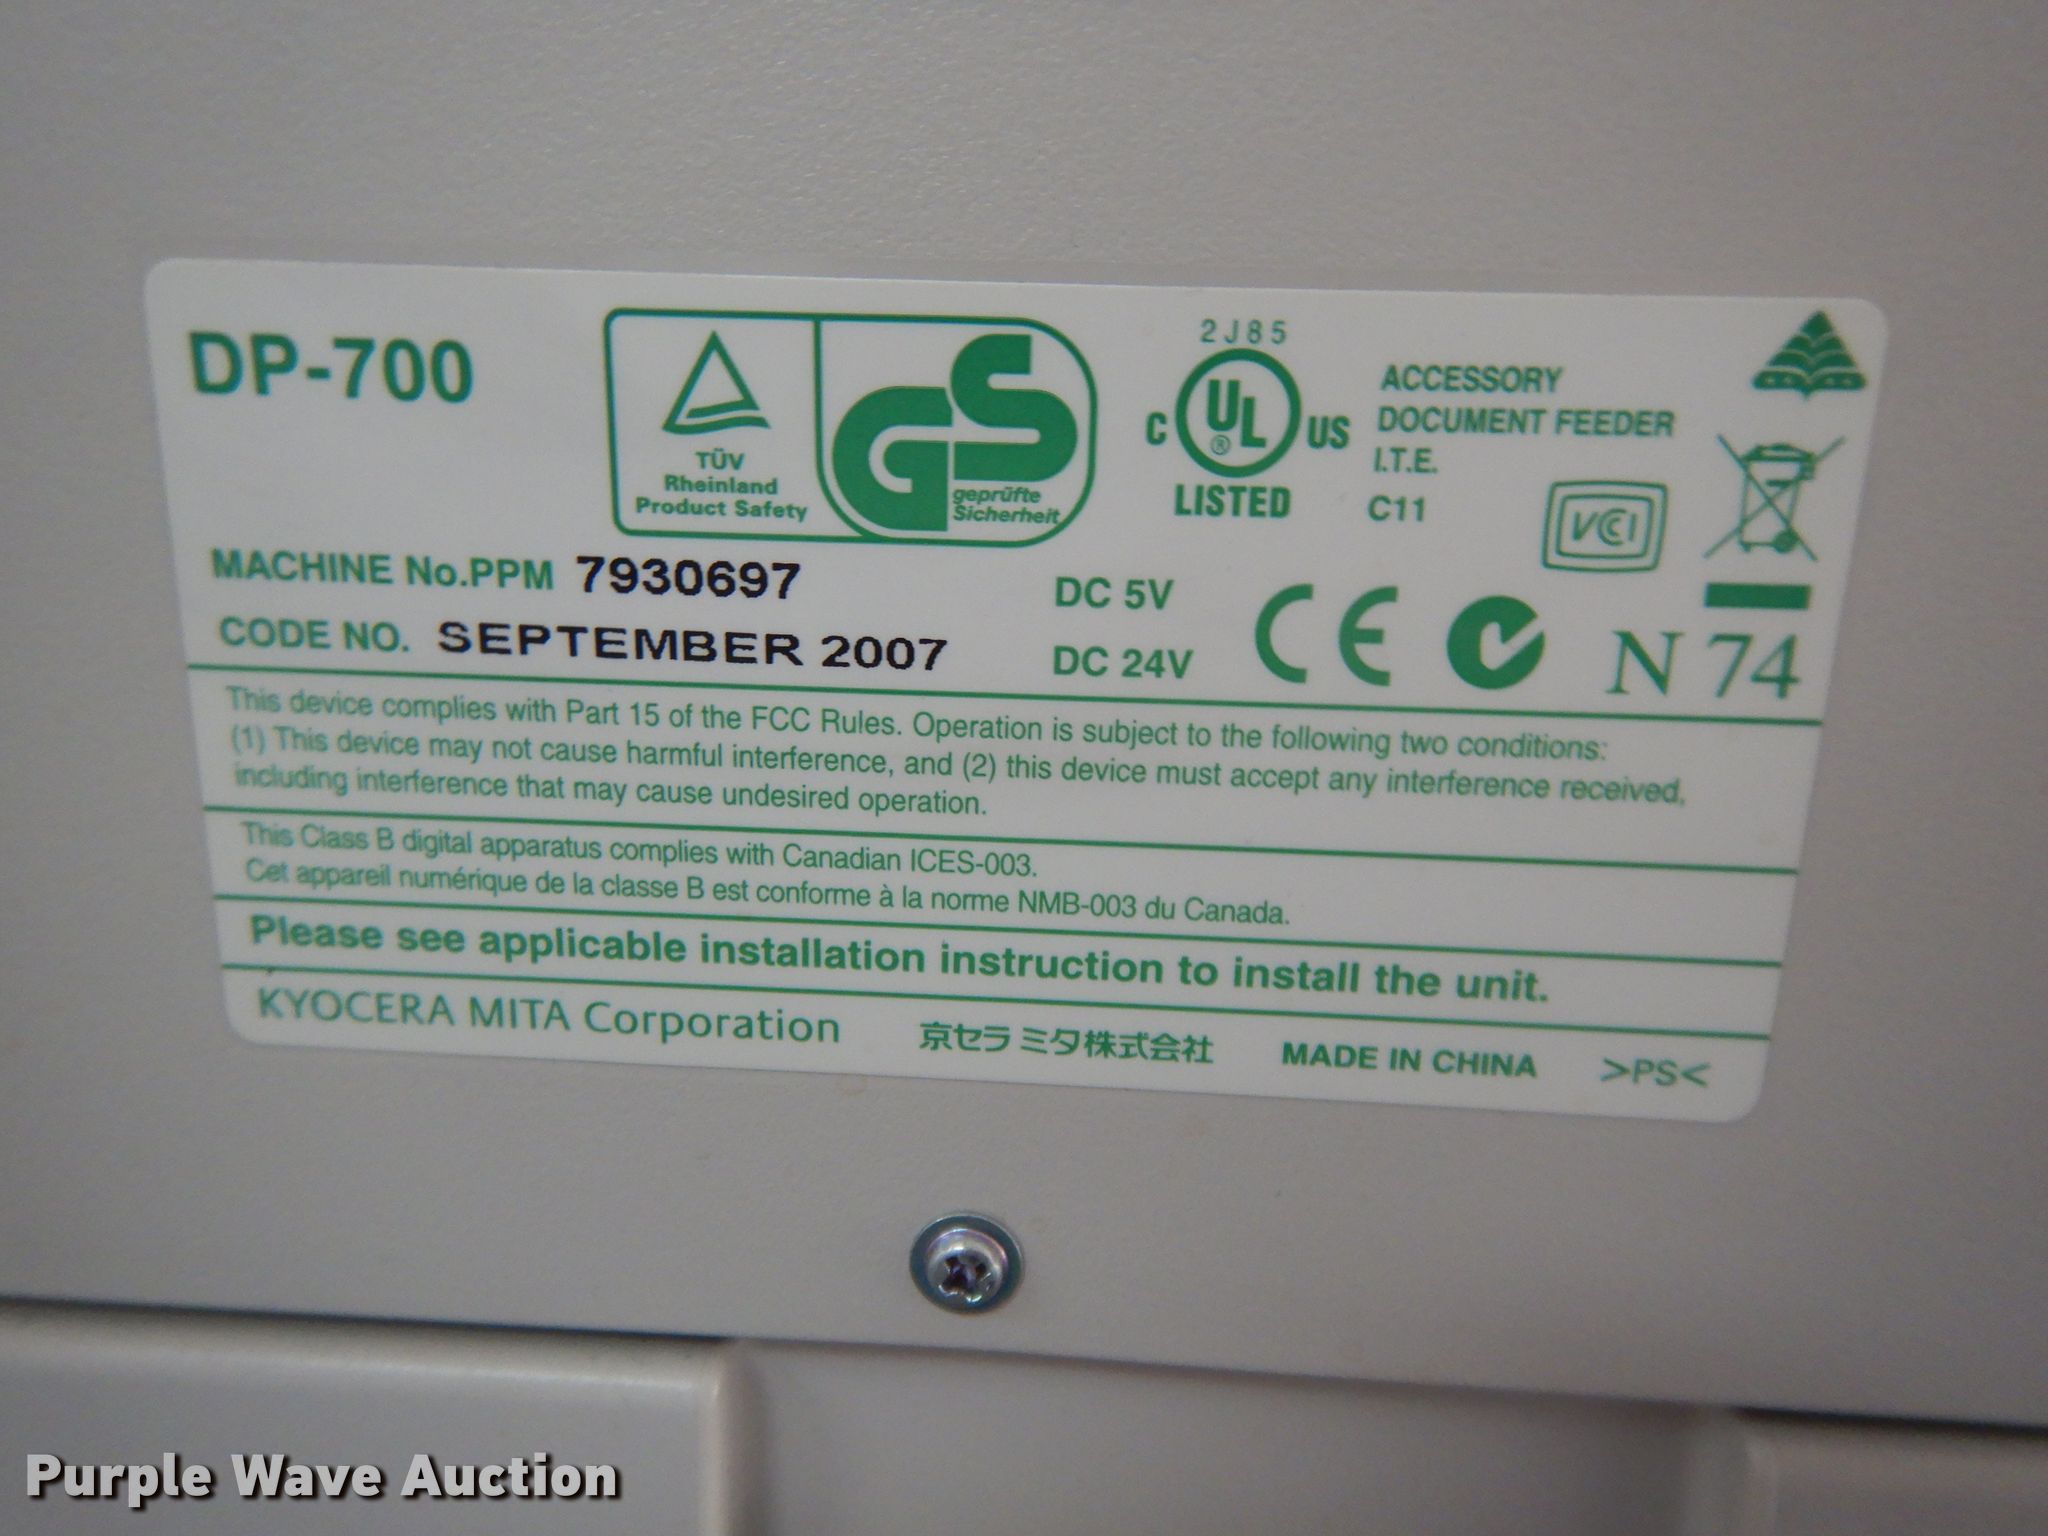 DP-700
TÜV
Rheinland
Product Safety
GS
geprüfte
Sicherheit
2J85
C UL ® US
LISTED
ACCESSORY
DOCUMENT FEEDER
I.T.E.
C11
VCCI
MACHINE No.PPM 7930697
CODE NO. SEPTEMBER 2007
DC 5V
DC 24V
CE
N 74
This device complies with Part 15 of the FCC Rules. Operation is subject to the following two conditions:
(1) This device may not cause harmful interference, and (2) this device must accept any interference received,
including interference that may cause undesired operation.
This Class B digital apparatus complies with Canadian ICES-003.
Cet appareil numérique de la classe B est conforme à la norme NMB-003 du Canada.
Please see applicable installation instruction to install the unit.
KYOCERA MITA Corporation 京セラ ミタ株式会社 MADE IN CHINA >PS<
Purple Wave Auction